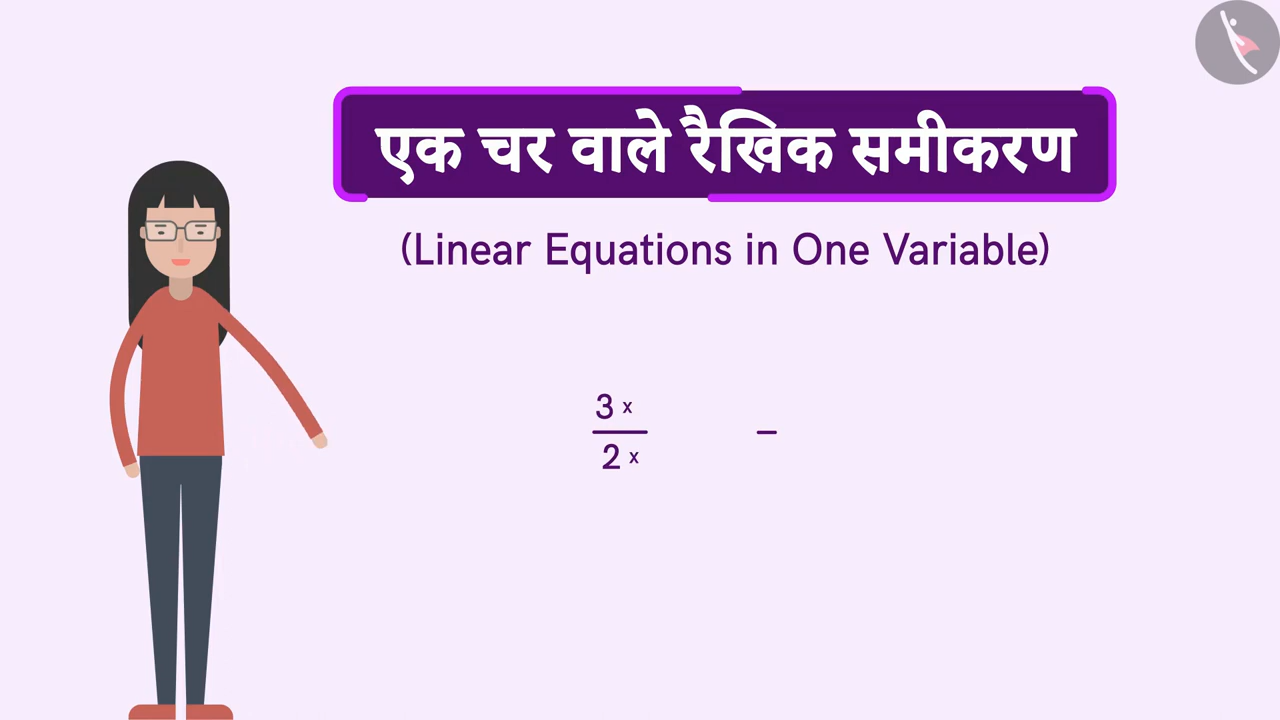 एक चर वाले रैखिक समीकरण
(Linear Equations in One Variable)
3 x
2 x
–